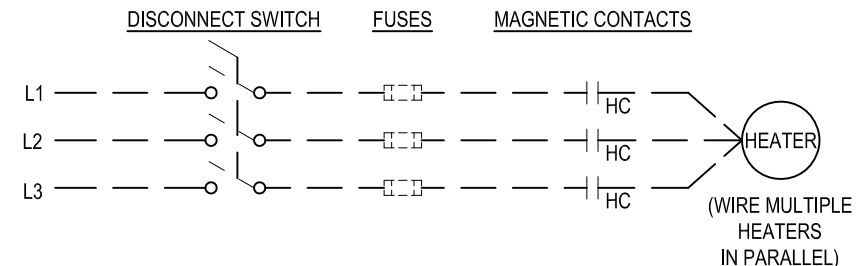 DISCONNECT SWITCH FUSES MAGNETIC CONTACTS
L1
HC
L2
HC
HEATER
L3
HC
(WIRE MULTIPLE
HEATERS
IN PARALLEL)